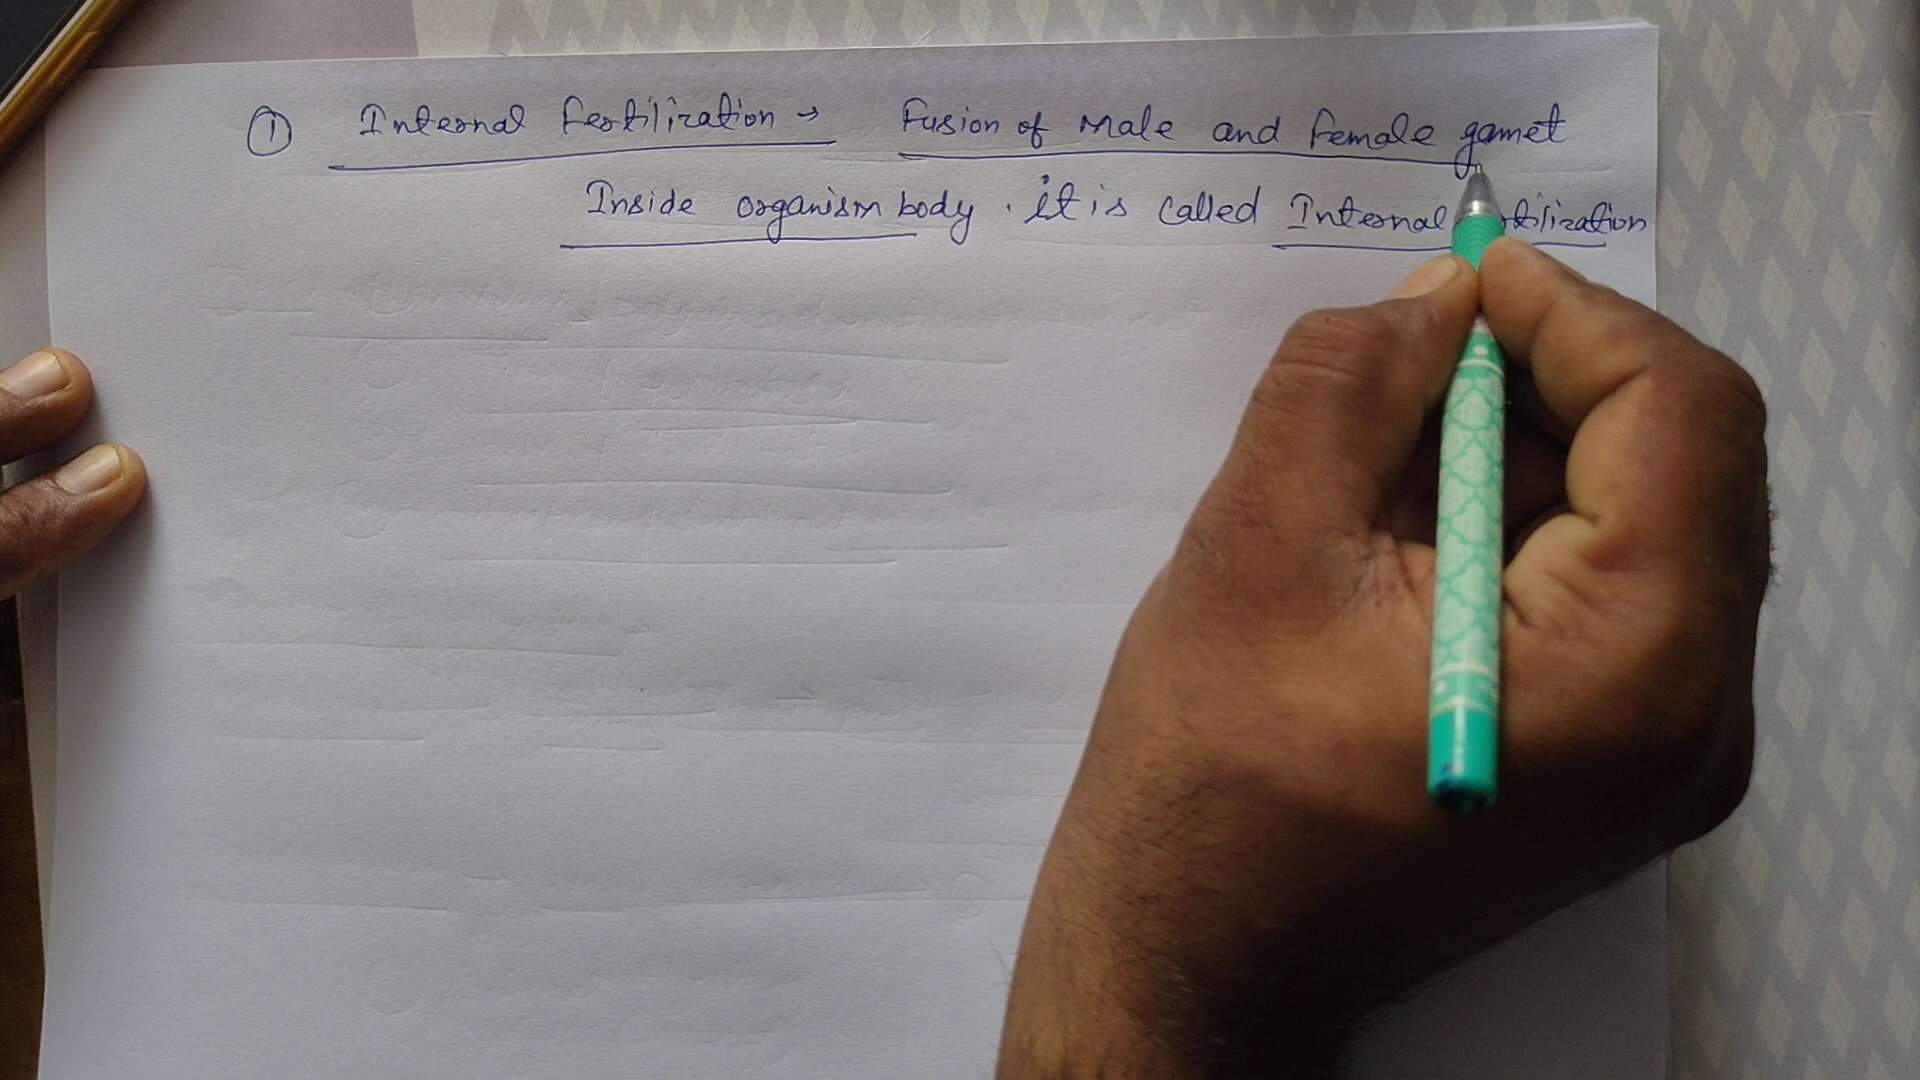 ① Internal fertilization → Fusion of Male and female gamet
Inside organism body . it is called Internal